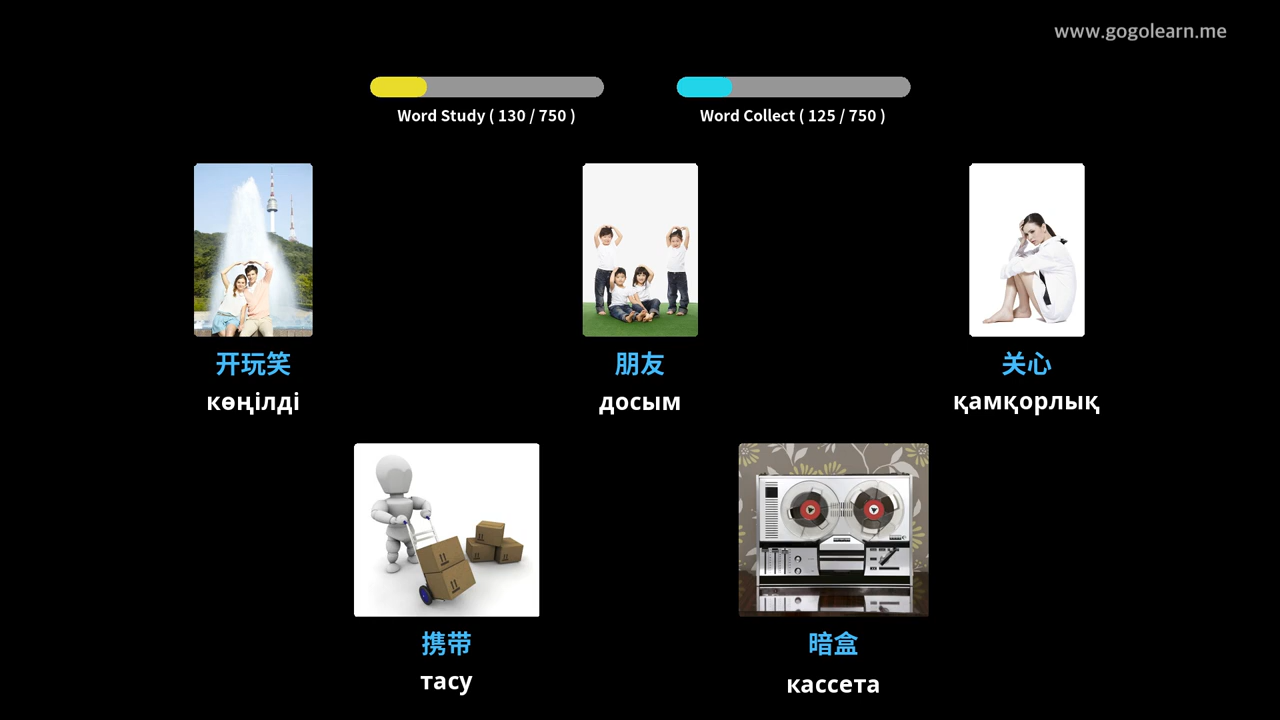 www.gogolearn.me
Word Study ( 130 / 750 )
Word Collect ( 125 / 750 )
开玩笑
көңілді
朋友
досым
关心
қамқорлық
携带
тасу
暗盒
кассета